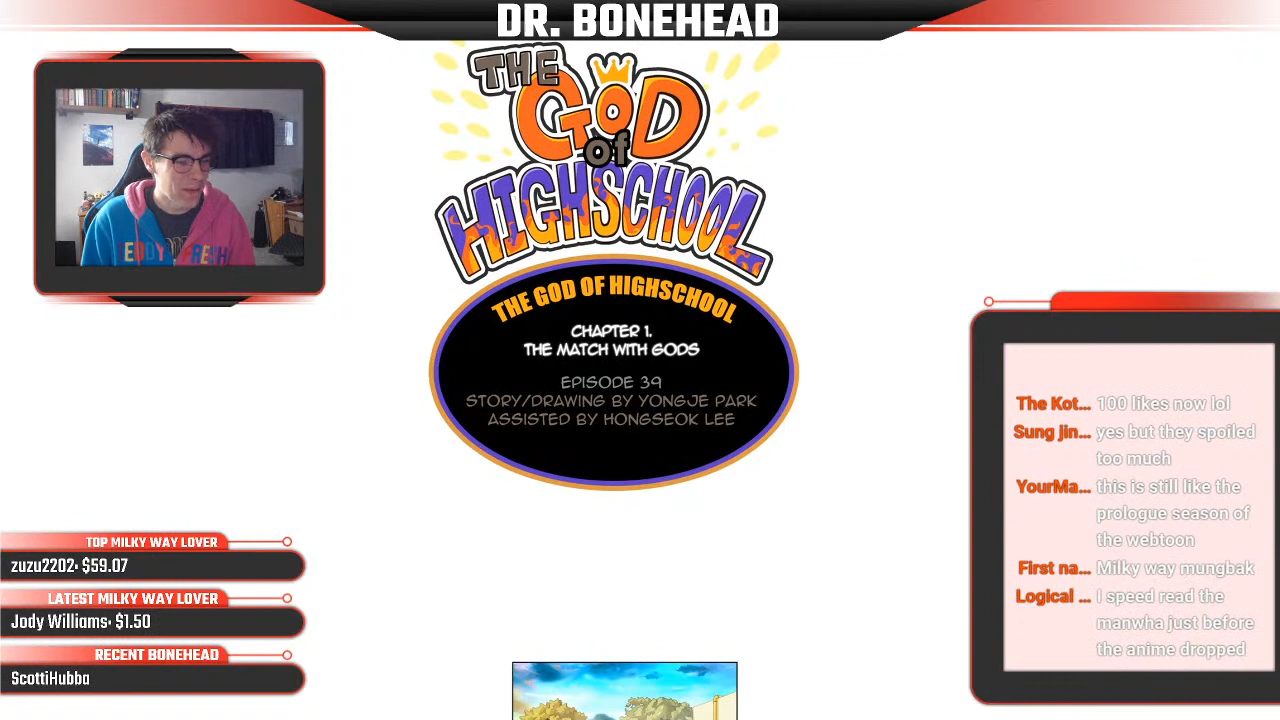 DR. BONEHEAD
THE
GOD
of
HIGHSCHOOL
THE GOD OF HIGHSCHOOL
CHAPTER 1.
THE MATCH WITH GODS
EPISODE 39
STORY/DRAWING BY YONGJE PARK
ASSISTED BY HONGSEOK LEE
TEDDY FRESH
TOP MILKY WAY LOVER
zuzu2202• $59.07
LATEST MILKY WAY LOVER
Jody Williams• $1.50
RECENT BONEHEAD
ScottiHubba
The Kot... 100 likes now lol
Sung jin... yes but they spoiled
too much
YourMa... this is still like the
prologue season of
the webtoon
First na... Milky way mungbak
Logical ... I speed read the
manwha just before
the anime dropped